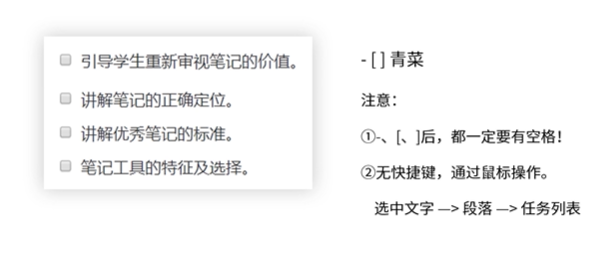 引导学生重新审视笔记的价值。
讲解笔记的正确定位。
讲解优秀笔记的标准。
笔记工具的特征及选择。
- [ ] 青菜
注意：
①-、[、]后，都一定要有空格！
②无快捷键，通过鼠标操作。
选中文字 —> 段落 —> 任务列表